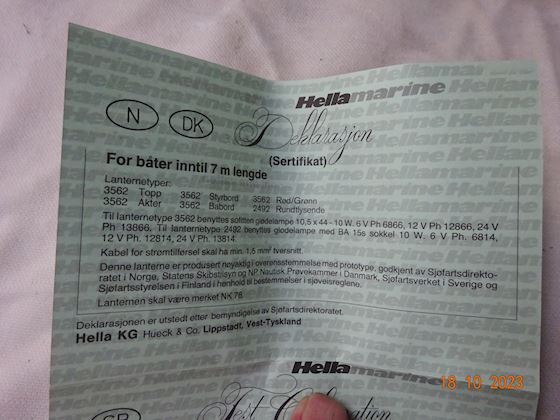 Hellamarine
N DK Deklarasjon
(Sertifikat)
For båter inntil 7 m lengde
Lanternetyper:
3562 Topp 3562 Styrbord 3562 Rød/Grønn
3562 Akter 3562 Babord 2492 Rundtlysende
Til lanternetype 3562 benyttes sofitten glödelampe 10,5 x 44 - 10 W. 6 V Ph 6866, 12 V Ph 12866, 24 V
Ph 13866. Til lanternetype 2492 benyttes glødelampe med BA 15s sokkel 10 W. 6 V Ph. 6814,
12 V Ph. 12814, 24 V Ph. 13814.
Kabel for strømtilførsel skal ha min. 1,5 mm² tversnitt.
Denne lanterne er produsert nøyaktig i overensstemmelse med prototype, godkjent av Sjøfartsdirekto-
ratet i Norge, Statens Skibstilsyn og NP. Nautisk Prøvekammer i Danmark, Sjøfartsverket i Sverige og
Sjøfartsstyrelsen i Finland i henhold til bestemmelser i sjøveisreglene.
Lanternen skal være merket NK 78.
Deklarasjonen er utstedt etter bemyndigelse av Sjøfartsdirektoratet.
Hella KG Hueck & Co. Lippstadt, Vest-Tyskland
Hellamarine
18 10 2023
GB Test